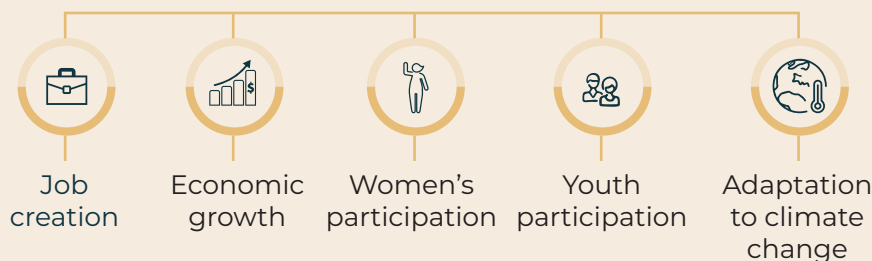 $
Job
creation
Economic
growth
Women’s
participation
Youth
participation
Adaptation
to climate
change